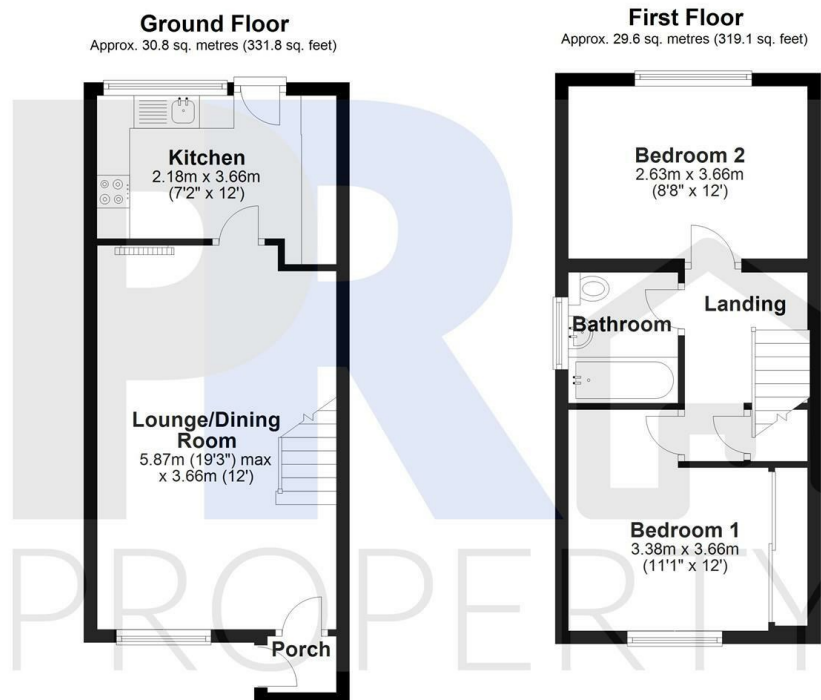 Ground Floor
Approx. 30.8 sq. metres (331.8 sq. feet)
Kitchen
2.18m x 3.66m
(7'2" x 12')
Lounge/Dining
Room
5.87m (19'3") max
x 3.66m (12')
Porch
First Floor
Approx. 29.6 sq. metres (319.1 sq. feet)
Bedroom 2
2.63m x 3.66m
(8'8" x 12')
Landing
Bathroom
Bedroom 1
3.38m x 3.66m
(11'1" x 12')
PR
PROPERTY